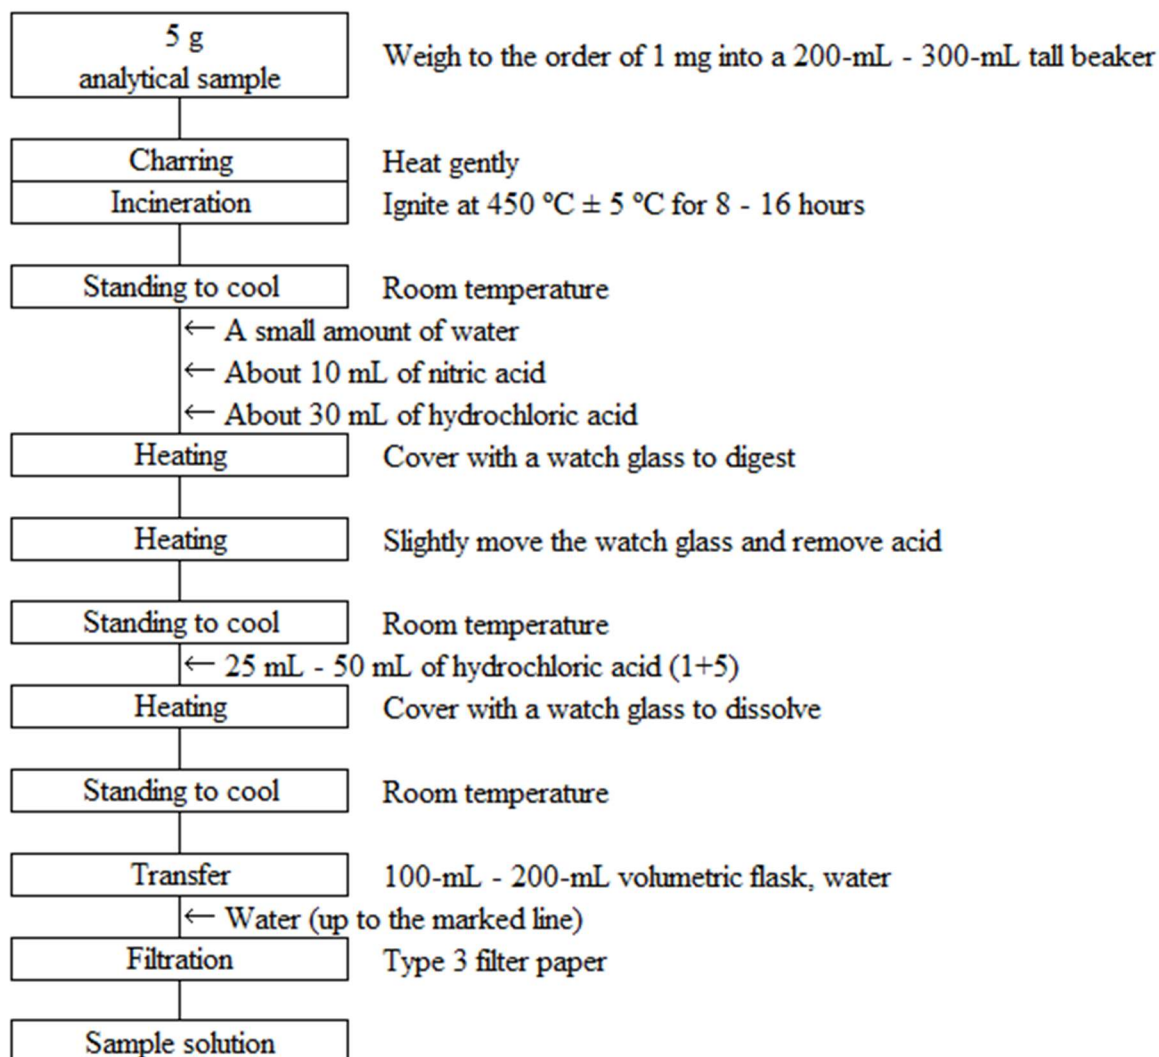 5 g
analytical sample
Weigh to the order of 1 mg into a 200-mL - 300-mL tall beaker
Charring
Heat gently
Incineration
Ignite at 450 ºC ± 5 ºC for 8 - 16 hours
Standing to cool
Room temperature
← A small amount of water
← About 10 mL of nitric acid
← About 30 mL of hydrochloric acid
Heating
Cover with a watch glass to digest
Heating
Slightly move the watch glass and remove acid
Standing to cool
Room temperature
← 25 mL - 50 mL of hydrochloric acid (1+5)
Heating
Cover with a watch glass to dissolve
Standing to cool
Room temperature
Transfer
100-mL - 200-mL volumetric flask, water
← Water (up to the marked line)
Filtration
Type 3 filter paper
Sample solution